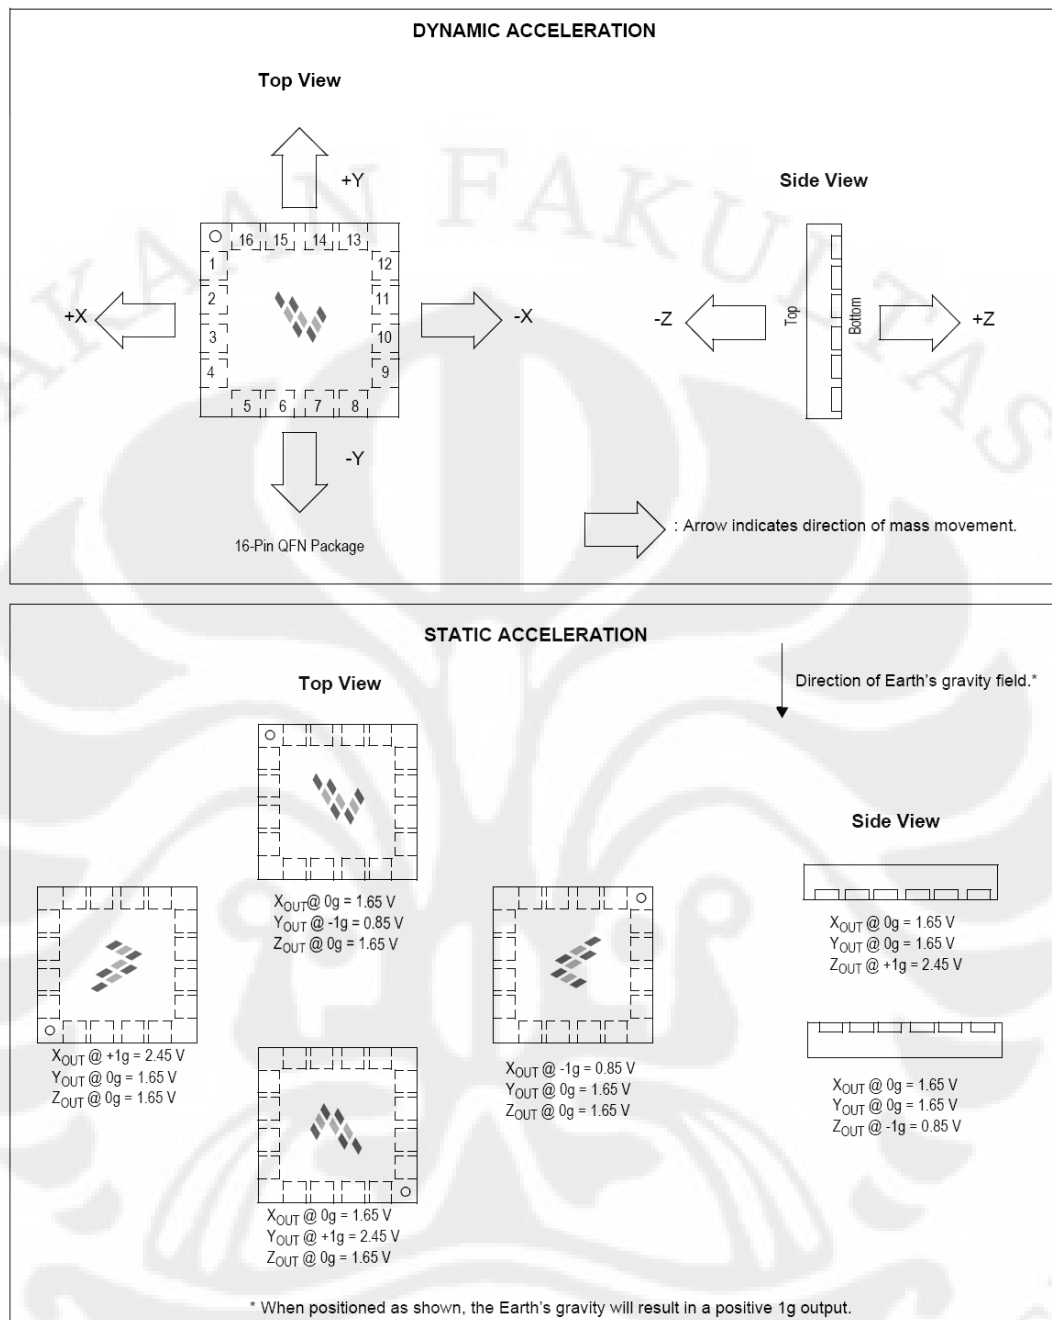 DYNAMIC ACCELERATION
Top View
+Y
Side View
16 15 14 13
1 12
2 11
3 10
4 9
5 6 7 8
+X
-X
-Z
Top
Bottom
+Z
-Y
16-Pin QFN Package
: Arrow indicates direction of mass movement.
STATIC ACCELERATION
Top View
Direction of Earth's gravity field.*
Side View
XOUT@ 0g = 1.65 V
YOUT @ -1g = 0.85 V
ZOUT @ 0g = 1.65 V
XOUT @ 0g = 1.65 V
YOUT @ 0g = 1.65 V
ZOUT @ +1g = 2.45 V
XOUT @ +1g = 2.45 V
YOUT @ 0g = 1.65 V
ZOUT @ 0g = 1.65 V
XOUT @ -1g = 0.85 V
YOUT @ 0g = 1.65 V
ZOUT @ 0g = 1.65 V
XOUT @ 0g = 1.65 V
YOUT @ 0g = 1.65 V
ZOUT @ -1g = 0.85 V
XOUT @ 0g = 1.65 V
YOUT @ +1g = 2.45 V
ZOUT @ 0g = 1.65 V
* When positioned as shown, the Earth's gravity will result in a positive 1g output.
AKAAN FAKULTAS